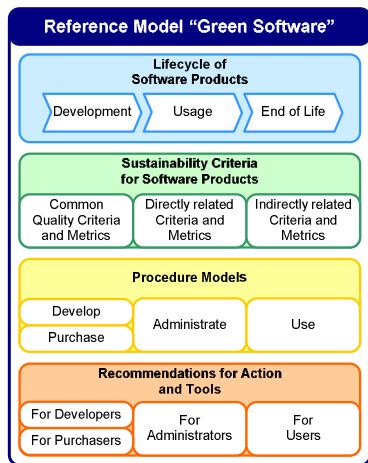 Reference Model “Green Software”
Lifecycle of
Software Products
Development
Usage
End of Life
Sustainability Criteria
for Software Products
Common
Quality Criteria
and Metrics
Directly related
Criteria and
Metrics
Indirectly related
Criteria and
Metrics
Procedure Models
Develop
Purchase
Administrate
Use
Recommendations for Action
and Tools
For Developers
For Purchasers
For
Administrators
For
Users